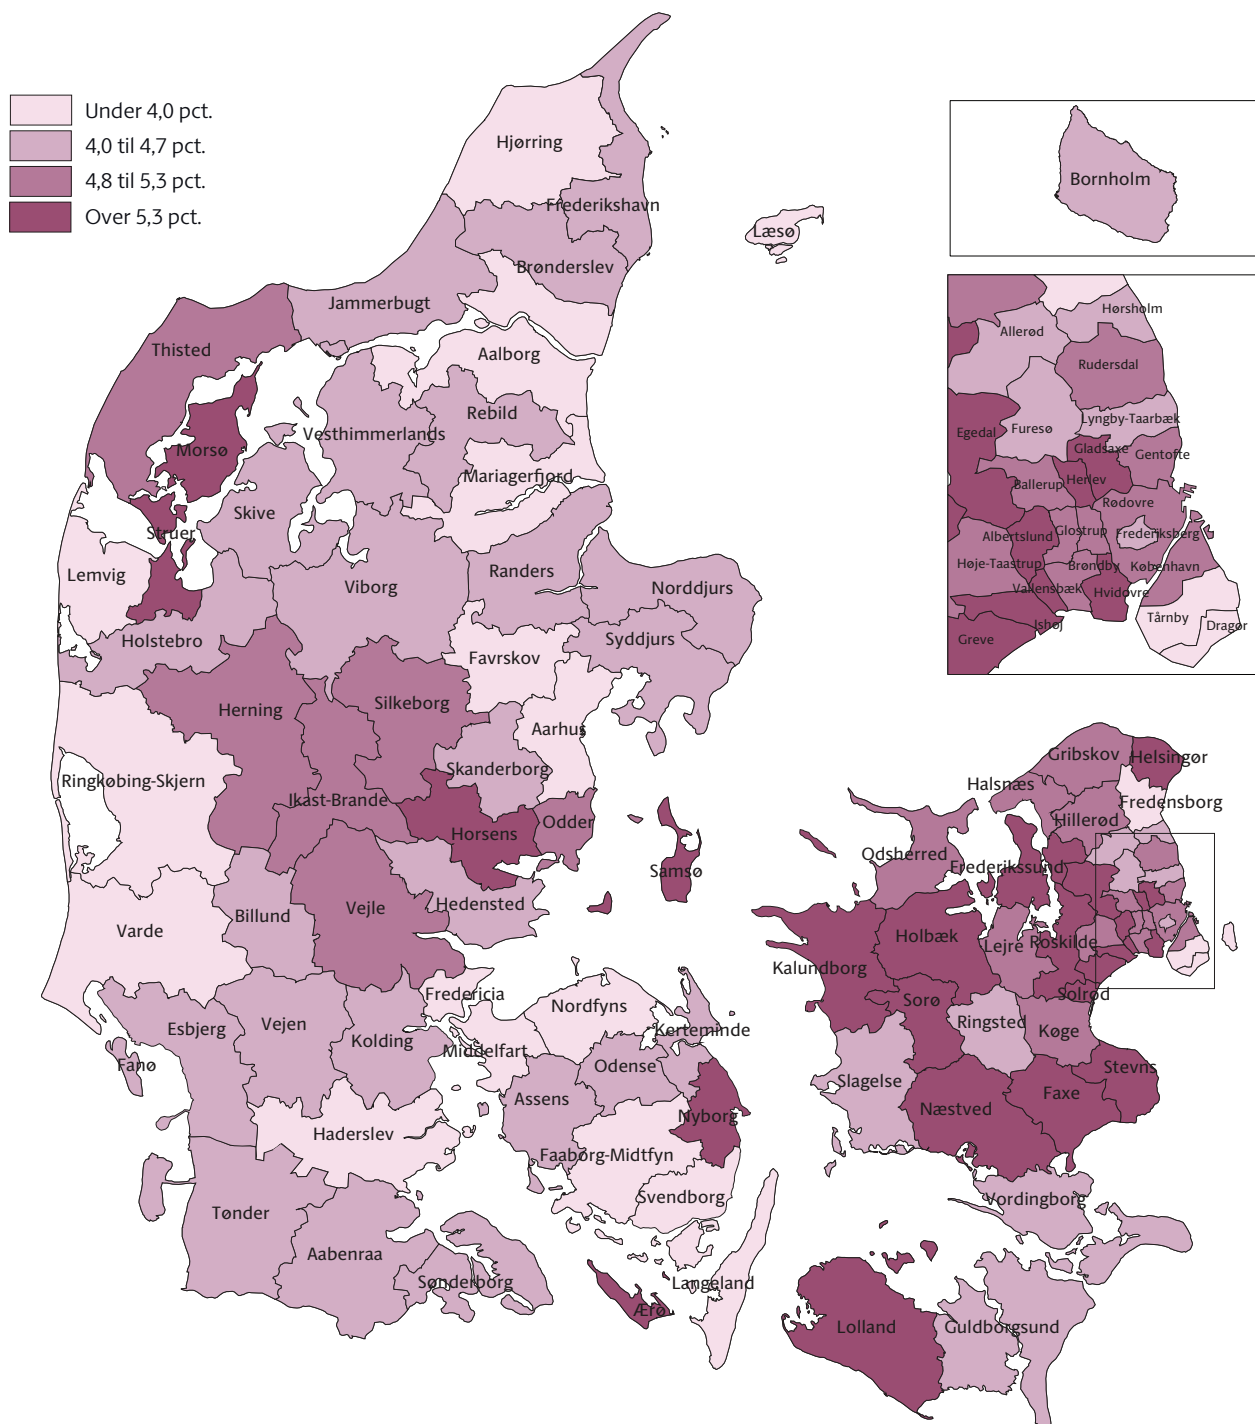 Under 4,0 pct.
4,0 til 4,7 pct.
4,8 til 5,3 pct.
Over 5,3 pct.
Hjørring
Frederikshavn
Læsø
Brønderslev
Jammerbugt
Thisted
Aalborg
Rebild
Vesthimmerlands
Morsø
Mariagerfjord
Skive
Struer
Lemvig
Viborg
Randers
Norddjurs
Holstebro
Syddjurs
Favrskov
Herning
Silkeborg
Aarhus
Skanderborg
Ringkøbing-Skjern
Ikast-Brande
Horsens
Odder
Samsø
Hedensted
Billund
Vejle
Varde
Fredericia
Nordfyns
Esbjerg
Vejen
Kolding
Kerteminde
Middelfart
Fanø
Odense
Assens
Nyborg
Haderslev
Faaborg-Midtfyn
Svendborg
Tønder
Aabenraa
Sønderborg
Langeland
Ærø
Bornholm
Hørsholm
Allerød
Rudersdal
Lyngby-Taarbæk
Furesø
Egedal
Gladsaxe
Gentofte
Herlev
Ballerup
Rødovre
Albertslund
Glostrup
Frederiksberg
Høje-Taastrup
Brøndby
København
Vallensbæk
Hvidovre
Tårnby
Dragør
Ishøj
Greve
Gribskov
Helsingør
Halsnæs
Fredensborg
Hillerød
Odsherred
Frederikssund
Holbæk
Lejre
Roskilde
Kalundborg
Solrød
Sorø
Ringsted
Køge
Stevns
Slagelse
Næstved
Faxe
Vordingborg
Lolland
Guldborgsund